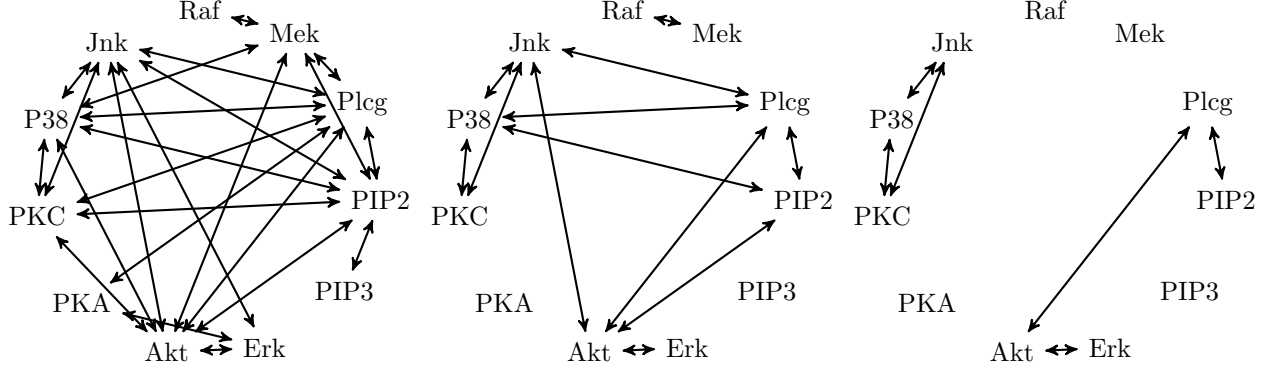 Raf
Mek
Jnk
Plcg
P38
PIP2
PKC
PIP3
PKA
Akt
Erk
Raf
Mek
Jnk
Plcg
P38
PIP2
PKC
PIP3
PKA
Akt
Erk
Raf
Mek
Jnk
Plcg
P38
PIP2
PKC
PIP3
PKA
Akt
Erk